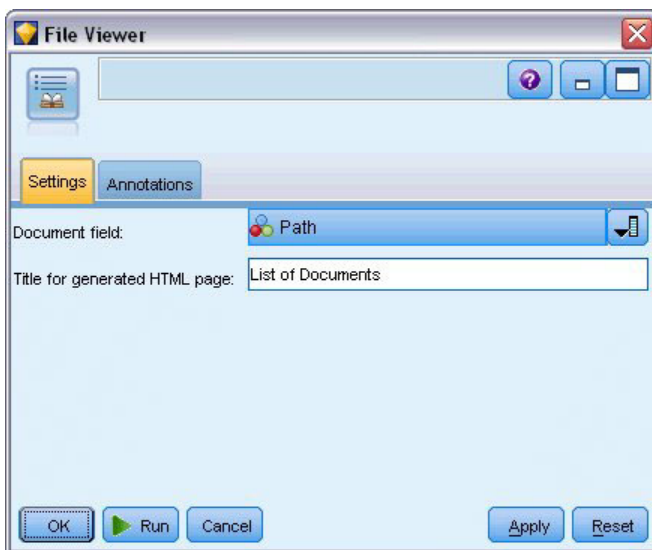 File Viewer
Settings Annotations
Document field: Path
Title for generated HTML page: List of Documents
OK Run Cancel Apply Reset